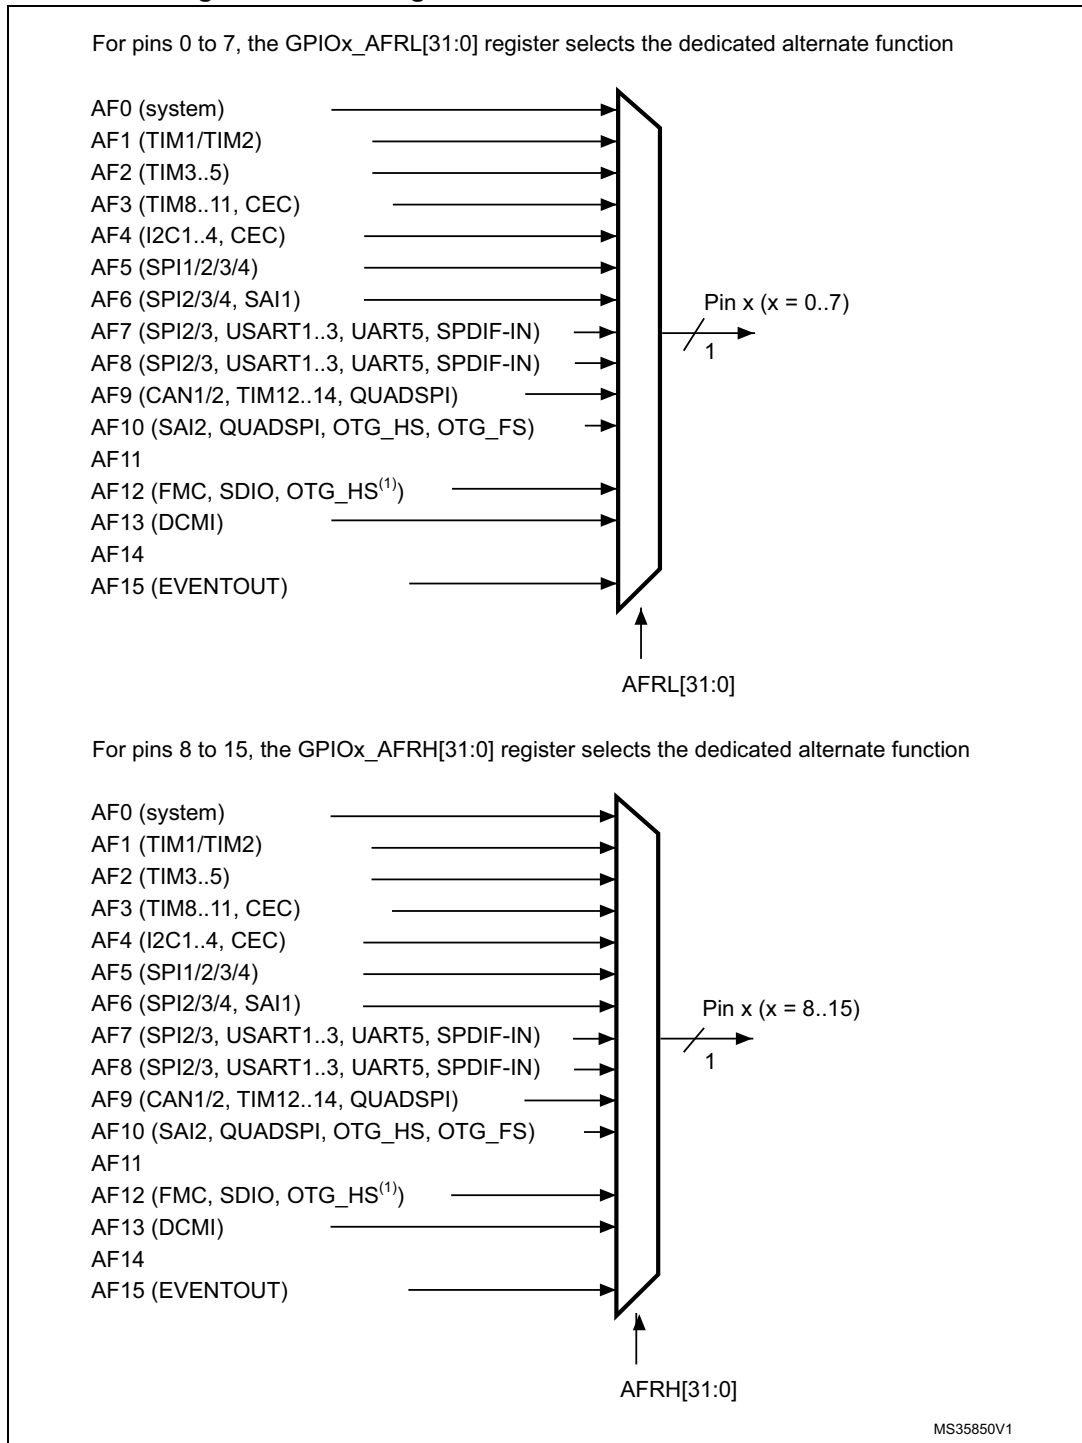 For pins 0 to 7, the GPIOx_AFRL[31:0] register selects the dedicated alternate function
AF0 (system)
AF1 (TIM1/TIM2)
AF2 (TIM3..5)
AF3 (TIM8..11, CEC)
AF4 (I2C1..4, CEC)
AF5 (SPI1/2/3/4)
AF6 (SPI2/3/4, SAI1)
Pin x (x = 0..7)
AF7 (SPI2/3, USART1..3, UART5, SPDIF-IN)
1
AF8 (SPI2/3, USART1..3, UART5, SPDIF-IN)
AF9 (CAN1/2, TIM12..14, QUADSPI)
AF10 (SAI2, QUADSPI, OTG_HS, OTG_FS)
AF11
AF12 (FMC, SDIO, OTG_HS(1))
AF13 (DCMI)
AF14
AF15 (EVENTOUT)
AFRL[31:0]
For pins 8 to 15, the GPIOx_AFRH[31:0] register selects the dedicated alternate function
AF0 (system)
AF1 (TIM1/TIM2)
AF2 (TIM3..5)
AF3 (TIM8..11, CEC)
AF4 (I2C1..4, CEC)
AF5 (SPI1/2/3/4)
AF6 (SPI2/3/4, SAI1)
Pin x (x = 8..15)
AF7 (SPI2/3, USART1..3, UART5, SPDIF-IN)
1
AF8 (SPI2/3, USART1..3, UART5, SPDIF-IN)
AF9 (CAN1/2, TIM12..14, QUADSPI)
AF10 (SAI2, QUADSPI, OTG_HS, OTG_FS)
AF11
AF12 (FMC, SDIO, OTG_HS(1))
AF13 (DCMI)
AF14
AF15 (EVENTOUT)
AFRH[31:0]
MS35850V1